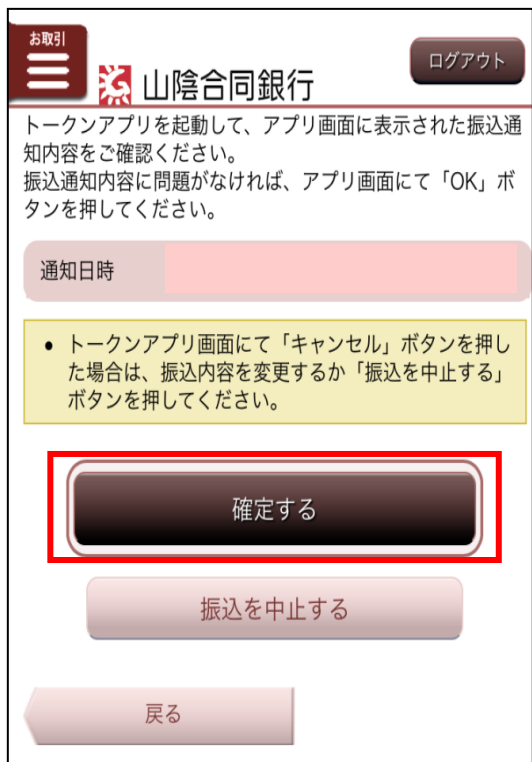 お取引
山陰合同銀行
ログアウト
トークンアプリを起動して、アプリ画面に表示された振込通
知内容をご確認ください。
振込通知内容に問題がなければ、アプリ画面にて「OK」ボ
タンを押してください。
通知日時
• トークンアプリ画面にて「キャンセル」ボタンを押し
た場合は、振込内容を変更するか「振込を中止する」
ボタンを押してください。
確定する
振込を中止する
戻る